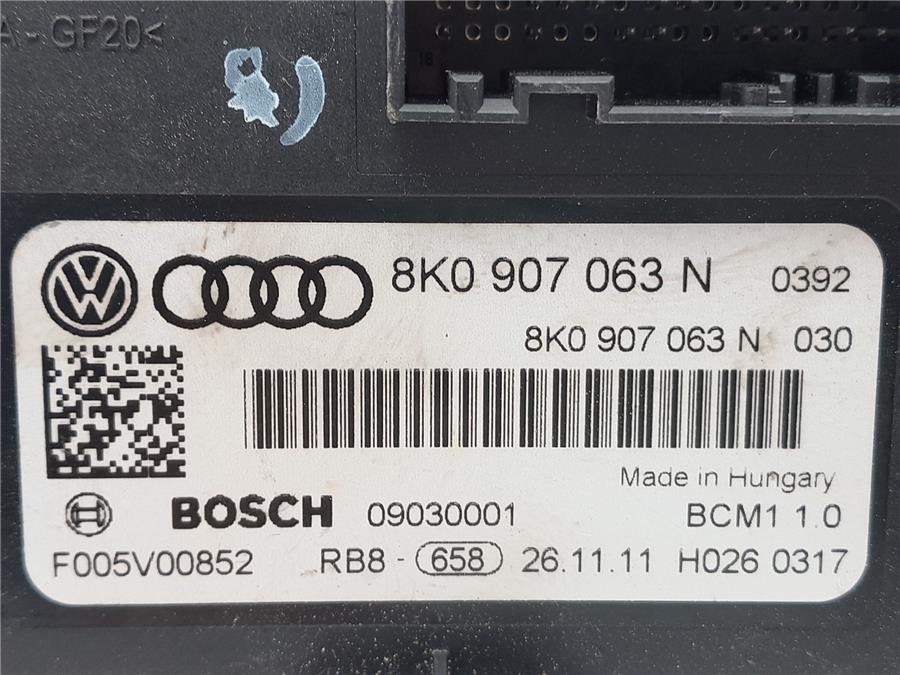 A-GF20<
18
8K0 907 063 N 0392
8K0 907 063 N 030
Made in Hungary
BOSCH 09030001 BCM1 1.0
F005V00852 RB8 - 658 26.11.11 H026 0317